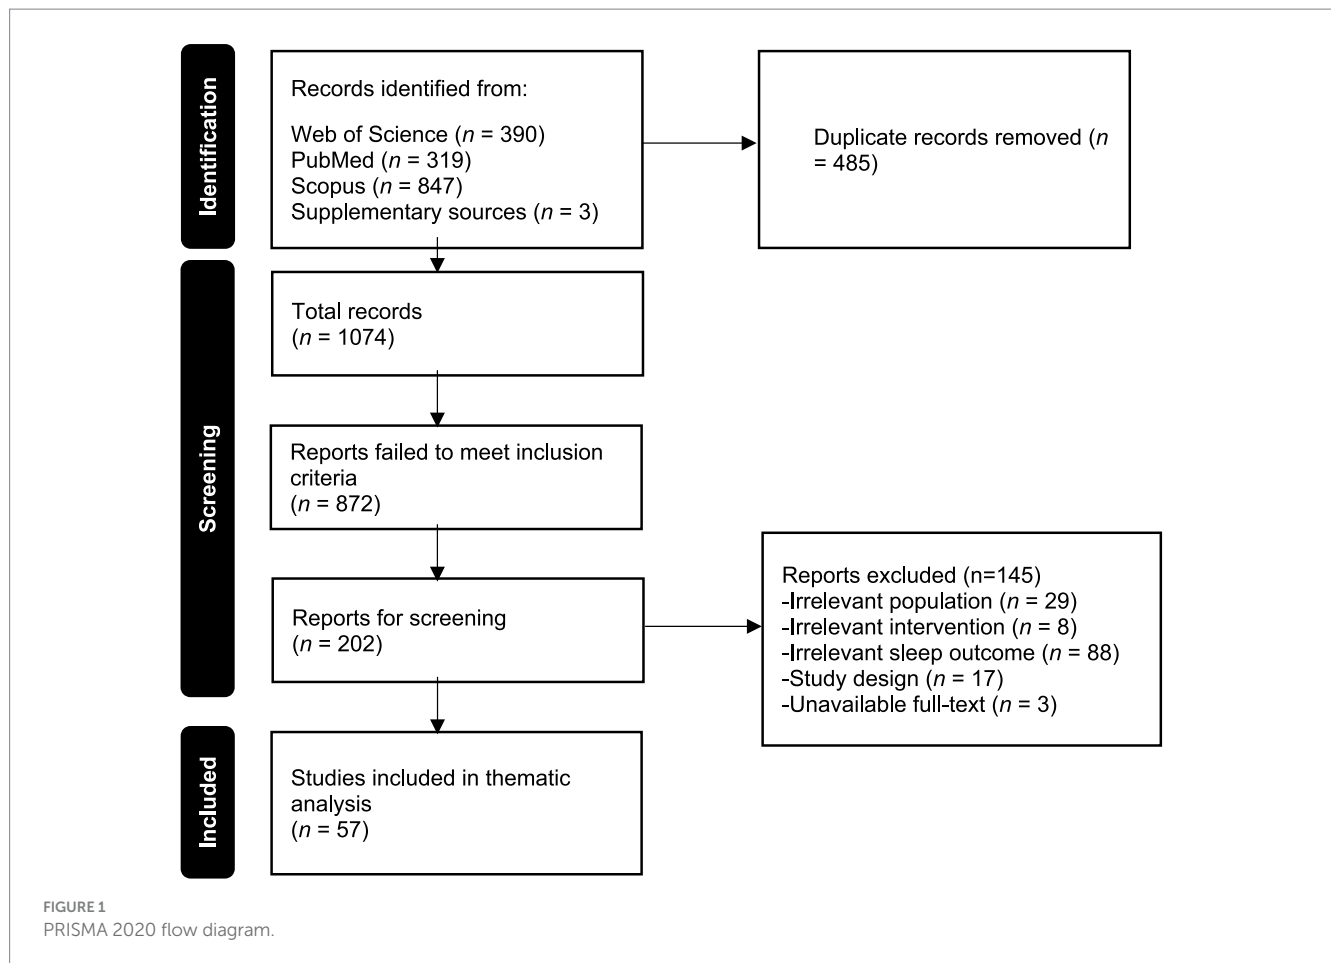 Identification
Records identified from:
Web of Science (n = 390)
PubMed (n = 319)
Scopus (n = 847)
Supplementary sources (n = 3)
Duplicate records removed (n
= 485)
Screening
Total records
(n = 1074)
Reports failed to meet inclusion
criteria
(n = 872)
Reports for screening
(n = 202)
Reports excluded (n=145)
-Irrelevant population (n = 29)
-Irrelevant intervention (n = 8)
-Irrelevant sleep outcome (n = 88)
-Study design (n = 17)
-Unavailable full-text (n = 3)
Included
Studies included in thematic
analysis
(n = 57)
FIGURE 1
PRISMA 2020 flow diagram.